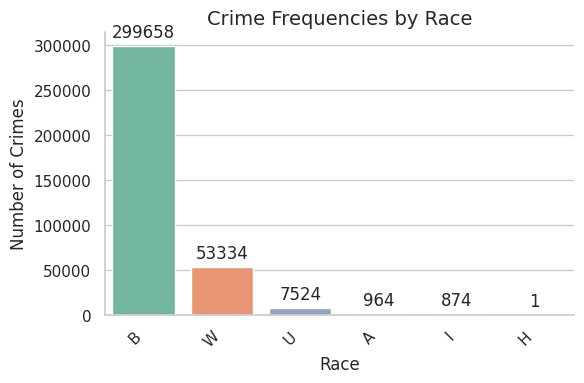 Crime Frequencies by Race
299658
300000
250000
200000
150000
100000
50000
0
Number of Crimes
53334
7524
964
874
1
B
W
U
A
I
H
Race